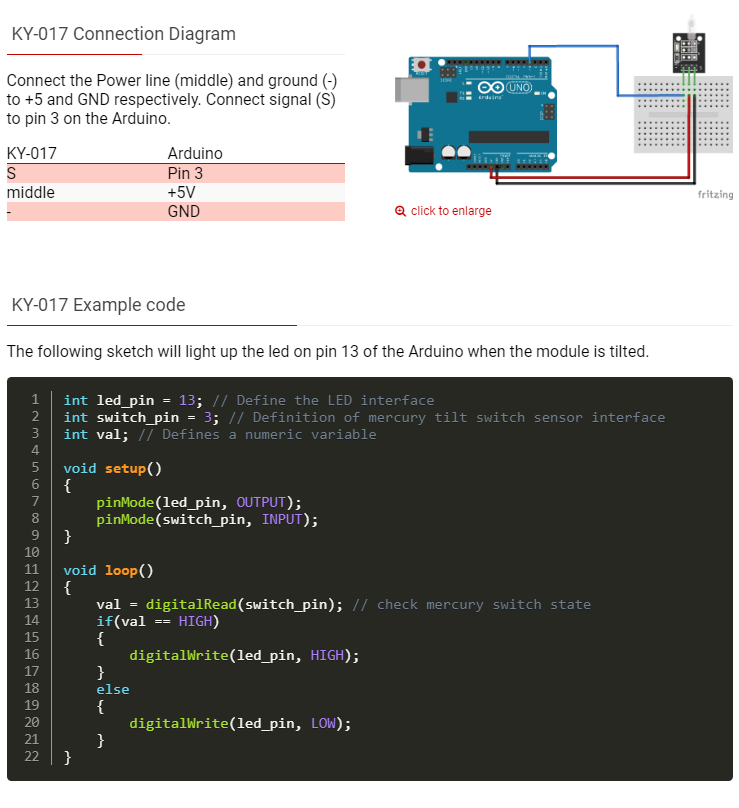 KY-017 Connection Diagram
Connect the Power line (middle) and ground (-)
to +5 and GND respectively. Connect signal (S)
to pin 3 on the Arduino.
KY-017 Arduino
S Pin 3
middle +5V
- GND
UNO
Arduino
fritzing
click to enlarge
KY-017 Example code
The following sketch will light up the led on pin 13 of the Arduino when the module is tilted.
1 int led_pin = 13; // Define the LED interface
2 int switch_pin = 3; // Definition of mercury tilt switch sensor interface
3 int val; // Defines a numeric variable
4
5 void setup()
6 {
7     pinMode(led_pin, OUTPUT);
8     pinMode(switch_pin, INPUT);
9 }
10
11 void loop()
12 {
13     val = digitalRead(switch_pin); // check mercury switch state
14     if(val == HIGH)
15     {
16         digitalWrite(led_pin, HIGH);
17     }
18     else
19     {
20         digitalWrite(led_pin, LOW);
21     }
22 }